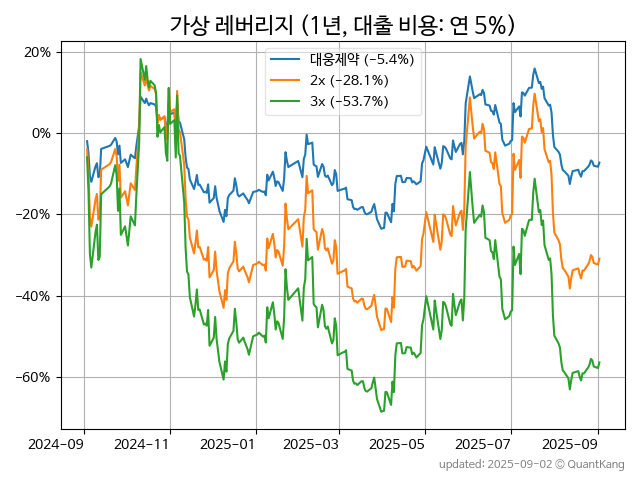 가상 레버리지 (1년, 대출 비용: 연 5%)
대웅제약 (−5.4%)
2x (−28.1%)
3x (−53.7%)
20%
0%
−20%
−40%
−60%
2024−09 2024−11 2025−01 2025−03 2025−05 2025−07 2025−09
updated: 2025−09−02 © QuantKang